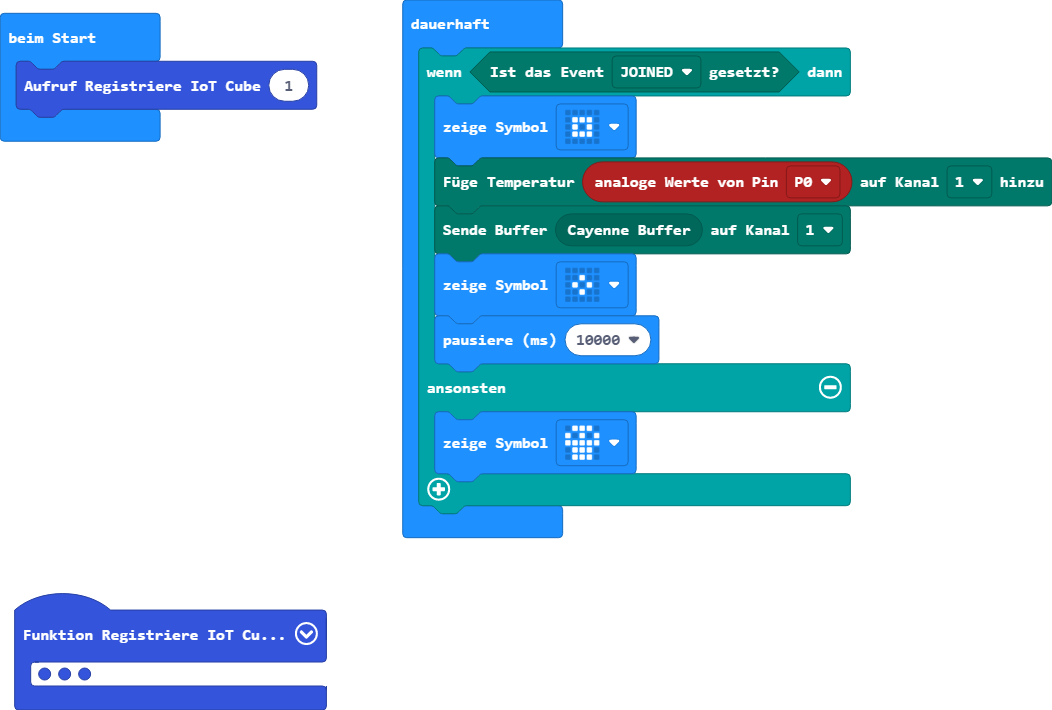 beim Start
Aufruf Registriere IoT Cube 1
dauerhaft
wenn Ist das Event JOINED gesetzt? dann
zeige Symbol
Füge Temperatur analoge Werte von Pin P0 auf Kanal 1 hinzu
Sende Buffer Cayenne Buffer auf Kanal 1
zeige Symbol
pausiere (ms) 10000
ansonsten
zeige Symbol
Funktion Registriere IoT Cu...